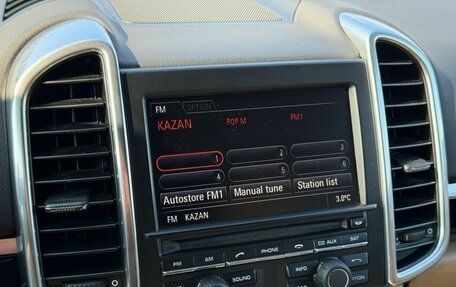 FM OPTION
KAZAN POP M FM1
1 2 3
4 5 6
Autostore FM1 Manual tune Station list
FM KAZAN 3.0°C
FM AM PHONE CD AUX SAT
SOUND INFO